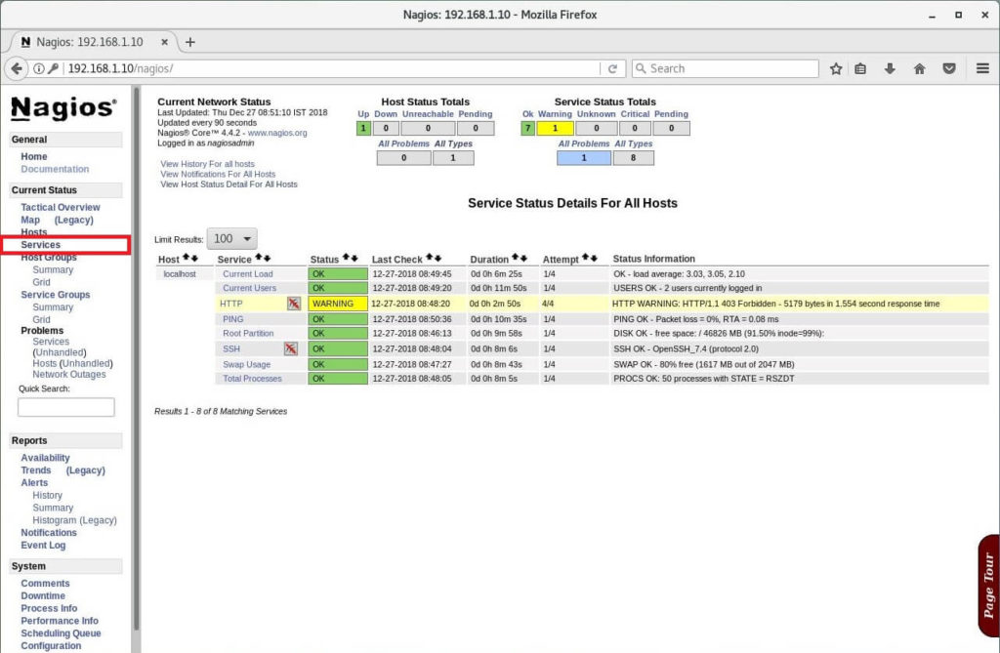 Nagios: 192.168.1.10 - Mozilla Firefox
Nagios: 192.168.1.10
192.168.1.10/nagios/
Search
Nagios®
General
Home
Documentation
Current Status
Tactical Overview
Map (Legacy)
Hosts
Services
Host Groups
Summary
Grid
Service Groups
Summary
Grid
Problems
Services
(Unhandled)
Hosts (Unhandled)
Network Outages
Quick Search:
Reports
Availability
Trends (Legacy)
Alerts
History
Summary
Histogram (Legacy)
Notifications
Event Log
System
Comments
Downtime
Process Info
Performance Info
Scheduling Queue
Configuration
Current Network Status
Last Updated: Thu Dec 27 08:51:10 IST 2018
Updated every 90 seconds
Nagios® Core™ 4.4.2 - www.nagios.org
Logged in as nagiosadmin
View History For all hosts
View Notifications For All Hosts
View Host Status Detail For All Hosts
Host Status Totals
Up Down Unreachable Pending
1 0 0 0
All Problems All Types
0 1
Service Status Totals
Ok Warning Unknown Critical Pending
7 1 0 0 0
All Problems All Types
1 8
Service Status Details For All Hosts
Limit Results: 100
Host Service Status Last Check Duration Attempt Status Information
localhost Current Load OK 12-27-2018 08:49:45 0d 0h 6m 25s 1/4 OK - load average: 3.03, 3.05, 2.10
Current Users OK 12-27-2018 08:49:20 0d 0h 11m 50s 1/4 USERS OK - 2 users currently logged in
HTTP WARNING 12-27-2018 08:48:20 0d 0h 2m 50s 4/4 HTTP WARNING: HTTP/1.1 403 Forbidden - 5179 bytes in 1.554 second response time
PING OK 12-27-2018 08:50:36 0d 0h 10m 35s 1/4 PING OK - Packet loss = 0%, RTA = 0.08 ms
Root Partition OK 12-27-2018 08:46:13 0d 0h 9m 58s 1/4 DISK OK - free space: / 46826 MB (91.50% inode=99%):
SSH OK 12-27-2018 08:48:04 0d 0h 8m 6s 1/4 SSH OK - OpenSSH_7.4 (protocol 2.0)
Swap Usage OK 12-27-2018 08:47:27 0d 0h 8m 43s 1/4 SWAP OK - 80% free (1617 MB out of 2047 MB)
Total Processes OK 12-27-2018 08:48:05 0d 0h 8m 5s 1/4 PROCS OK: 50 processes with STATE = RSZDT
Results 1 - 8 of 8 Matching Services
Page Tour